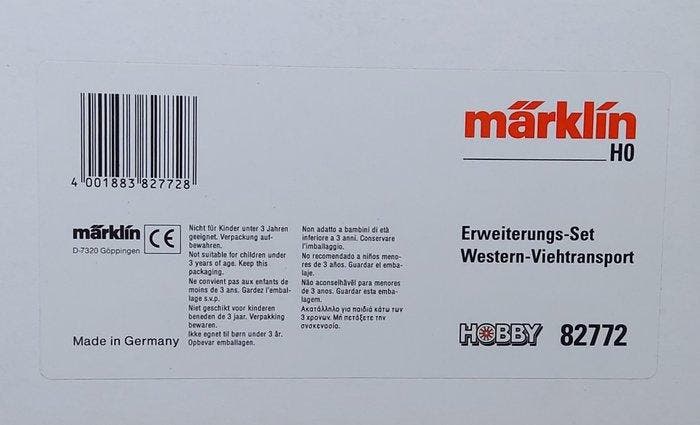 märklín
H0
4 001883 827728
Erweiterungs-Set
Western-Viehtransport
HOBBY 82772
märklín
D-7320 Göppingen
CE
Made in Germany
Nicht für Kinder unter 3 Jahren
geeignet. Verpackung auf-
bewahren.
Not suitable for children under
3 years of age. Keep this
packaging.
Ne convient pas aux enfants de
moins de 3 ans. Gardez l'embal-
lage s.v.p.
Niet geschikt voor kinderen
beneden de 3 jaar. Verpakking
bewaren.
Ikke egnet til børn under 3 år.
Opbevar emballagen.
Non adatto a bambini di età
inferiore a 3 anni. Conservare
l'imballaggio.
No recomendado a niños meno-
res de 3 años. Guardar el emba-
laje.
Não aconselhável para menores
de 3 anos. Guardar esta emba-
lagem.
Ακατάλληλο για παιδιά κάτω των
3 χρονων. Μη πετάξετε την
συσκευασία.